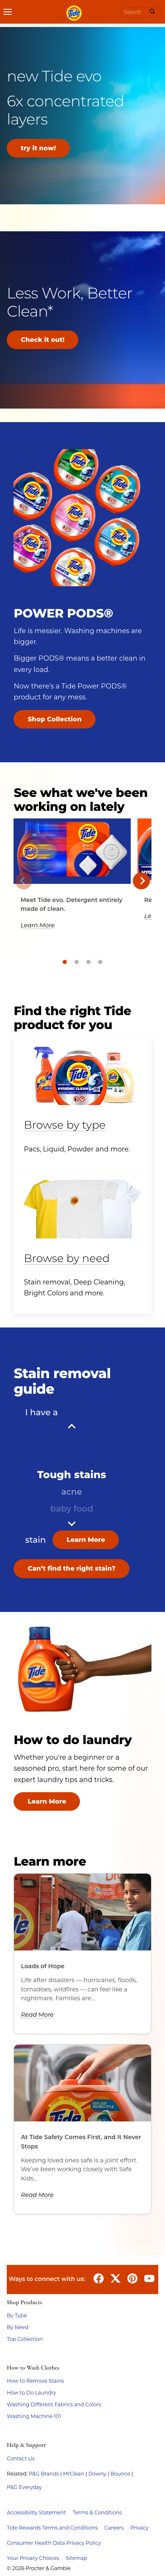 Tide
Search
new Tide evo
6x concentrated
layers
try it now!
Less Work, Better
Clean*
Check it out!
POWER PODS®
Life is messier. Washing machines are
bigger.
Bigger PODS® means a better clean in
every load.
Now there's a Tide Power PODS®
product for any mess.
Shop Collection
See what we've been
working on lately
Meet Tide evo. Detergent entirely
made of clean.
Learn More
Find the right Tide
product for you
Browse by type
Pacs, Liquid, Powder and more.
Browse by need
Stain removal, Deep Cleaning,
Bright Colors and more.
Stain removal
guide
I have a
Tough stains
acne
baby food
stain
Learn More
Can't find the right stain?
How to do laundry
Whether you're a beginner or a
seasoned pro, start here for some of our
expert laundry tips and tricks.
Learn More
Learn more
Loads of Hope
Life after disasters — hurricanes, floods,
tornadoes, wildfires — can feel like a
nightmare. Families are...
Read More
At Tide Safety Comes First, and It Never
Stops
Keeping loved ones safe is a joint effort.
We've been working closely with Safe
Kids...
Read More
Ways to connect with us:
Shop Products
By Type
By Need
Top Collection
How to Wash Clothes
How to Remove Stains
How to Do Laundry
Washing Different Fabrics and Colors
Washing Machine 101
Help & Support
Contact Us
Recommended: P&G Brands | MrClean | Downy | Bounce |
P&G Everyday
Accessibility Statement Terms & Conditions
Tide Rewards Terms and Conditions Careers Privacy
Consumer Health Data Privacy Policy
Your Privacy Choices Sitemap
© 2026 Procter & Gamble